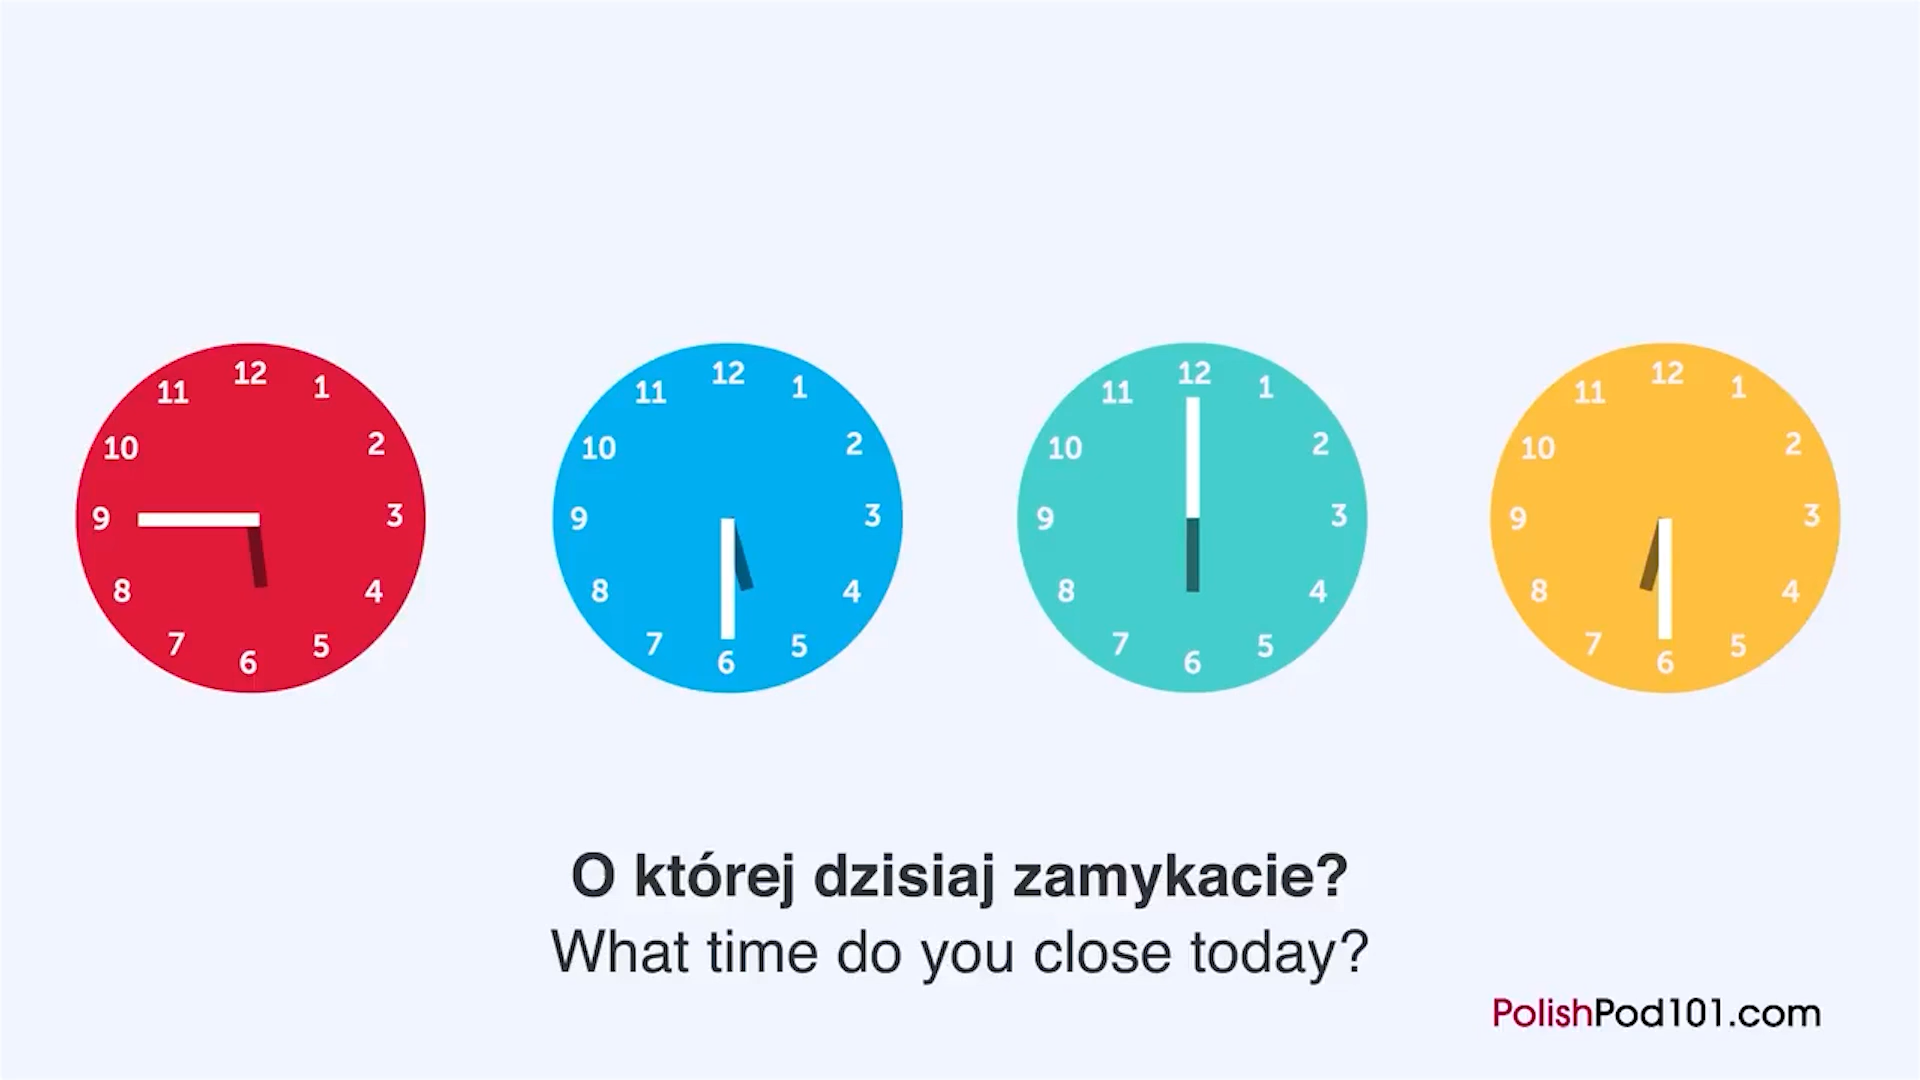 12 12 12 12
11 1 11 1 11 1 11 1
10 2 10 2 10 2 10 2
9 3 9 3 9 3 9 3
8 4 8 4 8 4 8 4
7 5 7 5 7 5 7 5
6 6 6 6
O której dzisiaj zamykacie?
What time do you close today?
PolishPod101.com